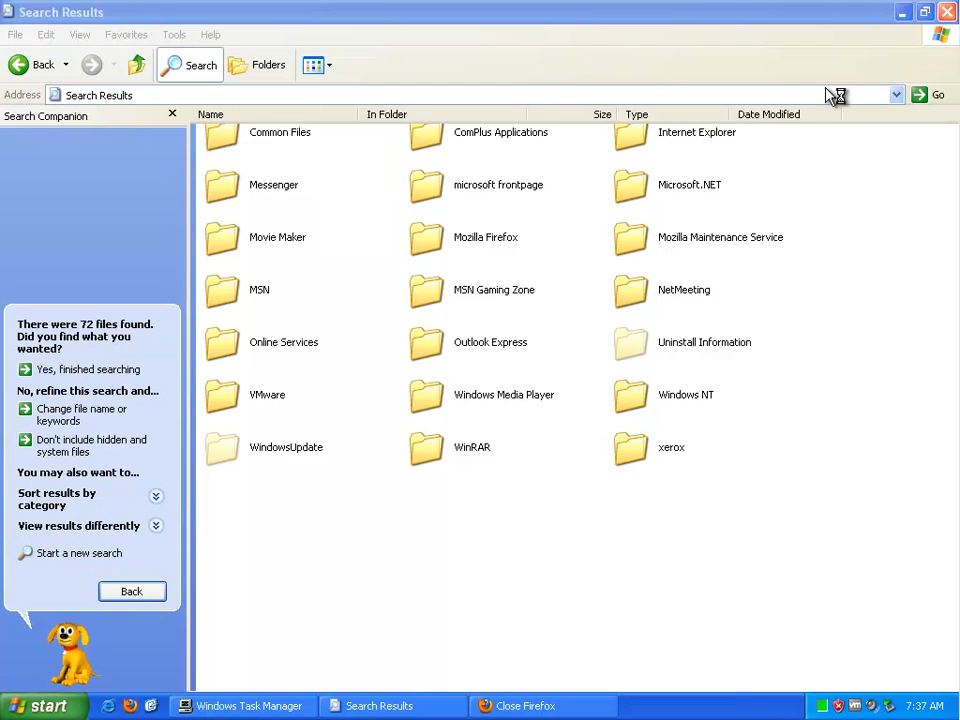 Search Results
File Edit View Favorites Tools Help
Back Search Folders
Address Search Results Go
Search Companion Name In Folder Size Type Date Modified
Common Files ComPlus Applications Internet Explorer
Messenger microsoft frontpage Microsoft.NET
Movie Maker Mozilla Firefox Mozilla Maintenance Service
MSN MSN Gaming Zone NetMeeting
Online Services Outlook Express Uninstall Information
VMware Windows Media Player Windows NT
WindowsUpdate WinRAR xerox
There were 72 files found.
Did you find what you
wanted?
Yes, finished searching
No, refine this search and...
Change file name or
keywords
Don't include hidden and
system files
You may also want to...
Sort results by
category
View results differently
Start a new search
Back
start Windows Task Manager Search Results Close Firefox 7:37 AM